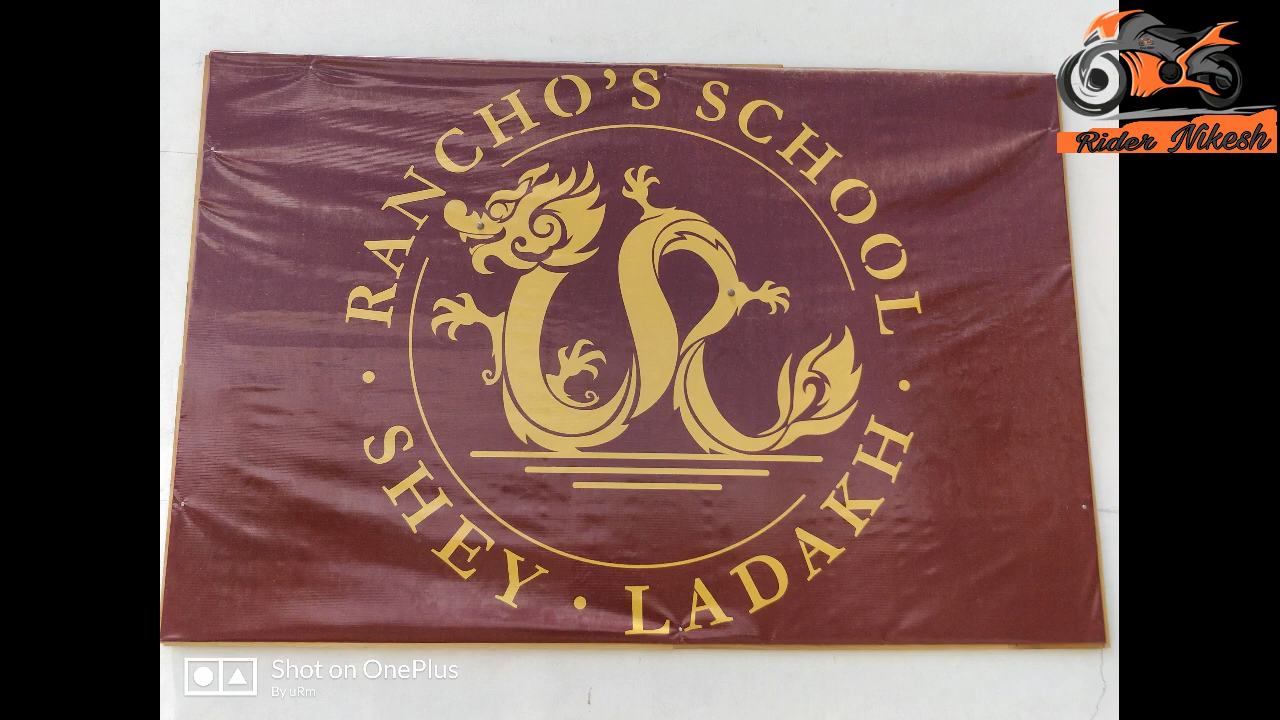 RANCHO'S SCHOOL
SHEY · LADAKH
Rider Nikesh
Shot on OnePlus
By uRm